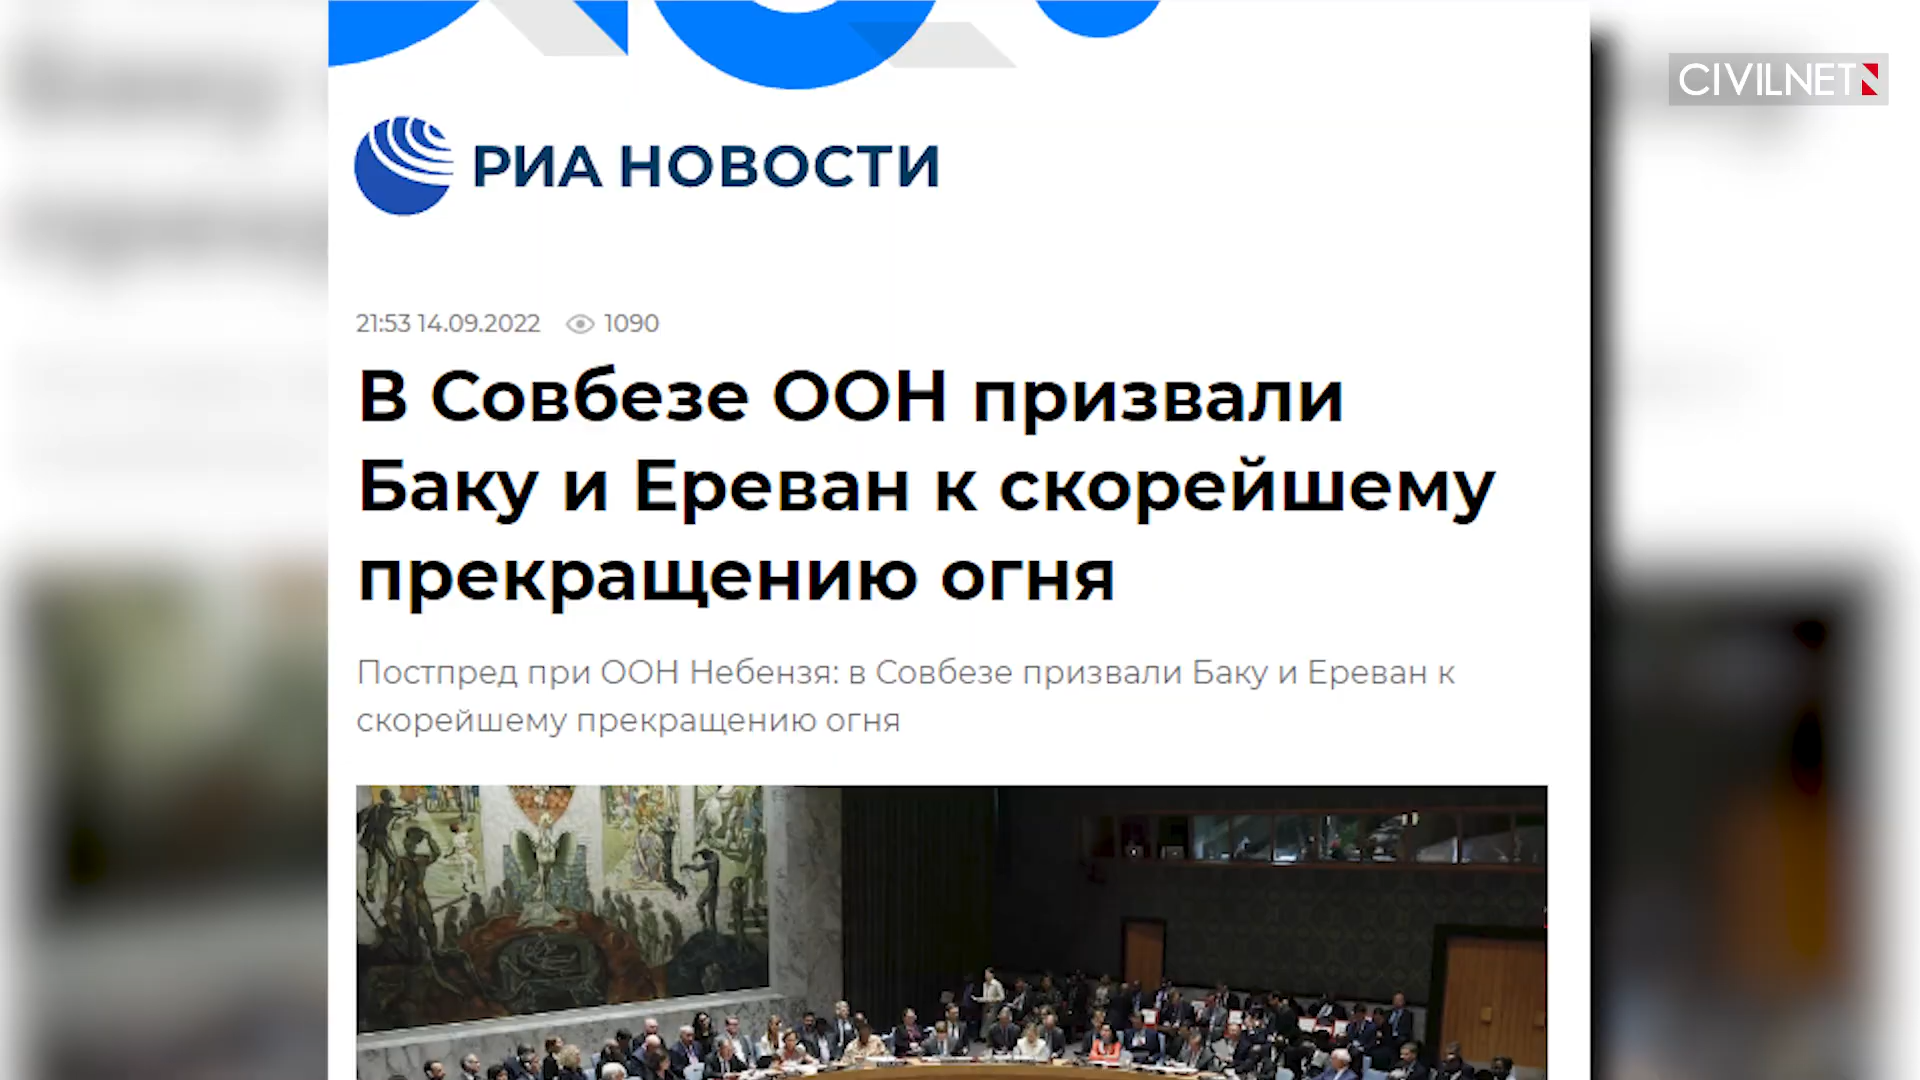 CIVILNET
РИА НОВОСТИ
21:53 14.09.2022 1090
В Совбезе ООН призвали
Баку и Ереван к скорейшему
прекращению огня
Постпред при ООН Небензя: в Совбезе призвали Баку и Ереван к
скорейшему прекращению огня